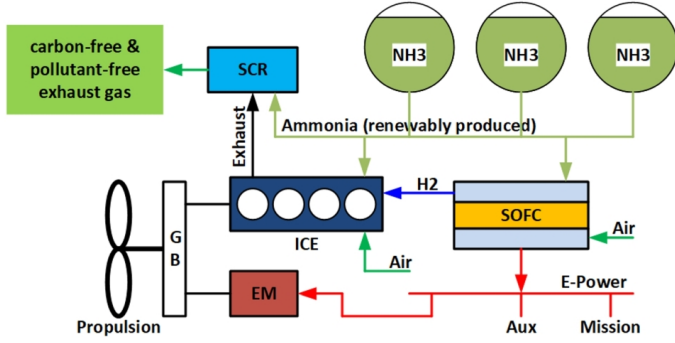 carbon-free &
pollutant-free
exhaust gas
SCR
NH3
NH3
NH3
Exhaust
Ammonia (renewably produced)
H2
SOFC
G
B
ICE
Air
Air
EM
E-Power
Propulsion
Aux
Mission